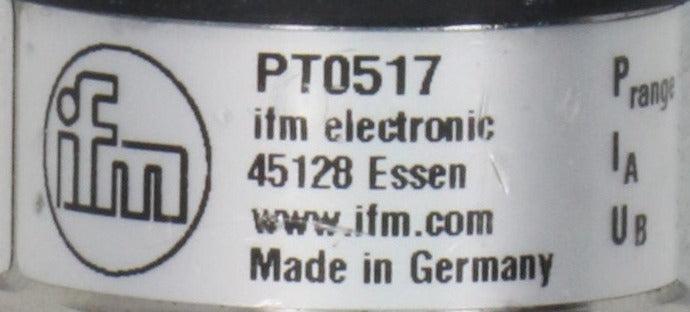 ifm
PT0517
ifm electronic
45128 Essen
www.ifm.com
Made in Germany
Prange
IA
UB